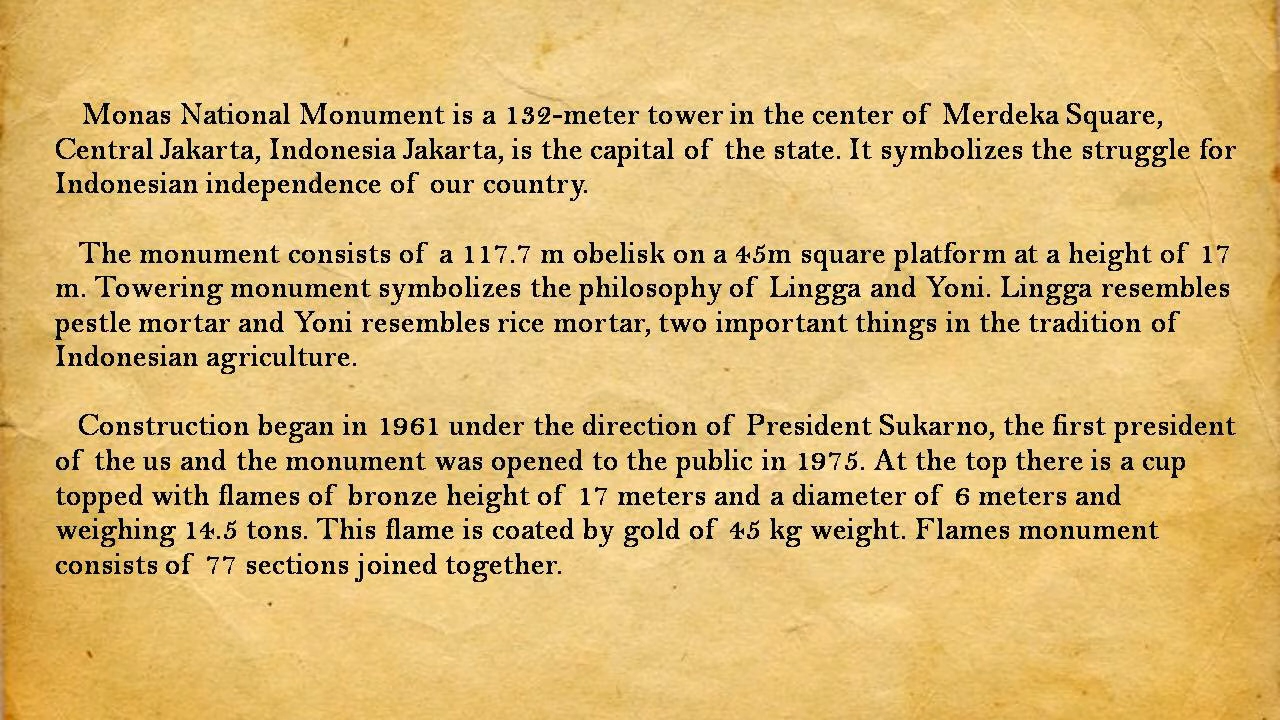 Monas National Monument is a 132-meter tower in the center of Merdeka Square,
Central Jakarta, Indonesia Jakarta, is the capital of the state. It symbolizes the struggle for
Indonesian independence of our country.
The monument consists of a 117.7 m obelisk on a 45m square platform at a height of 17
m. Towering monument symbolizes the philosophy of Lingga and Yoni. Lingga resembles
pestle mortar and Yoni resembles rice mortar, two important things in the tradition of
Indonesian agriculture.
Construction began in 1961 under the direction of President Sukarno, the first president
of the us and the monument was opened to the public in 1975. At the top there is a cup
topped with flames of bronze height of 17 meters and a diameter of 6 meters and
weighing 14.5 tons. This flame is coated by gold of 45 kg weight. Flames monument
consists of 77 sections joined together.